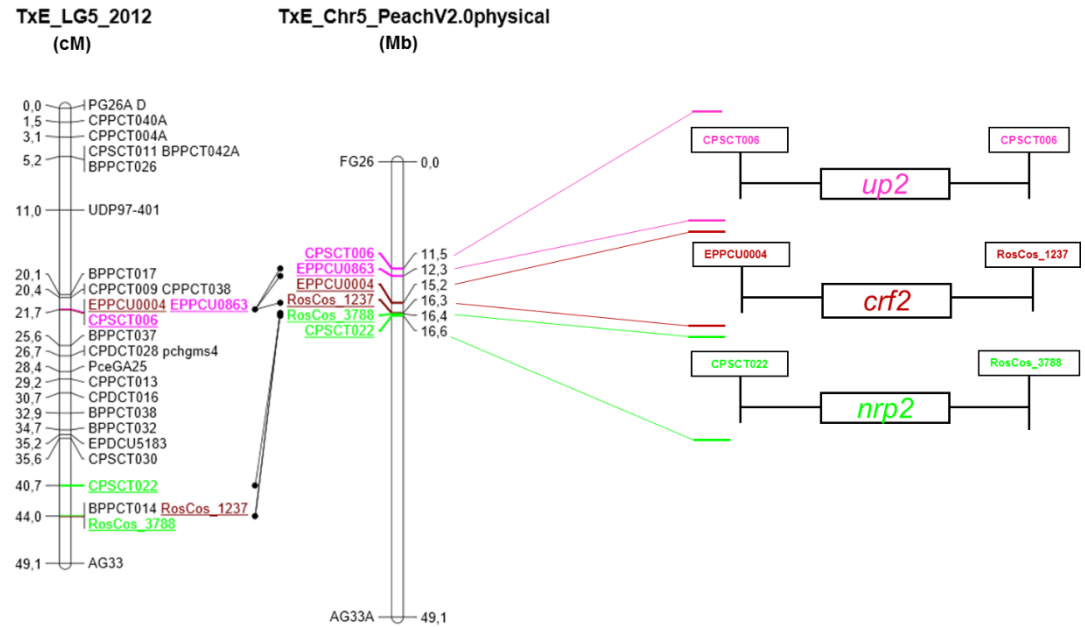 TxE_LG5_2012
(cM)
0,0 PG26A D
1,5 CPPCT040A
3,1 CPPCT004A
CPSCT011 BPPCT042A
5,2 BPPCT026
11,0 UDP97-401
20,1 BPPCT017
20,4 CPPCT009 CPPCT038
21,7 EPPCU0004 EPPCU0863
CPSCT006
25,6 BPPCT037
26,7 CPDCT028 pchgms4
28,4 PceGA25
29,2 CPPCT013
30,7 CPDCT016
32,9 BPPCT038
34,7 BPPCT032
35,2 EPDCU5183
35,6 CPSCT030
40,7 CPSCT022
44,0 BPPCT014 RosCos_1237
RosCos_3788
49,1 AG33
TxE_Chr5_PeachV2.0physical
(Mb)
FG26 0,0
CPSCT006 11,5
EPPCU0863 12,3
EPPCU0004 15,2
RosCos_1237 16,3
RosCos_3788 16,4
CPSCT022 16,6
AG33A 49,1
CPSCT006 CPSCT006
up2
EPPCU0004 RosCos_1237
crf2
CPSCT022 RosCos_3788
nrp2